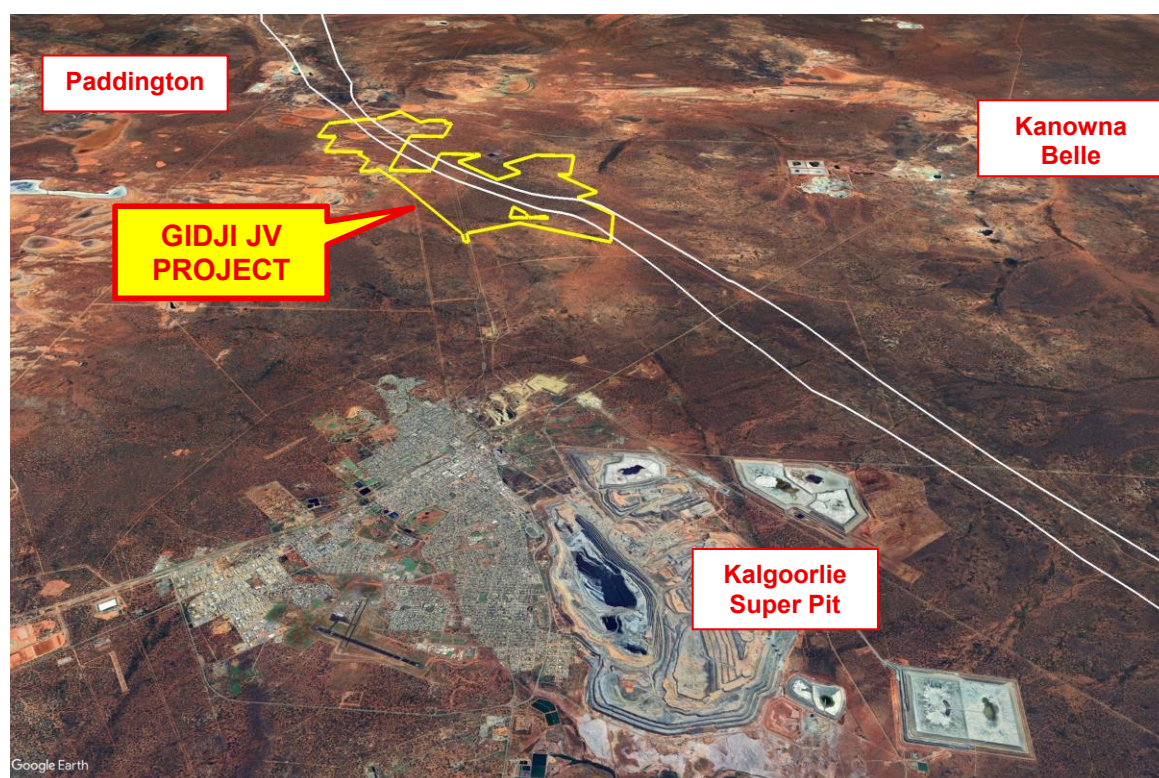 Paddington
Kanowna
Belle
GIDJI JV
PROJECT
Kalgoorlie
Super Pit
Google Earth